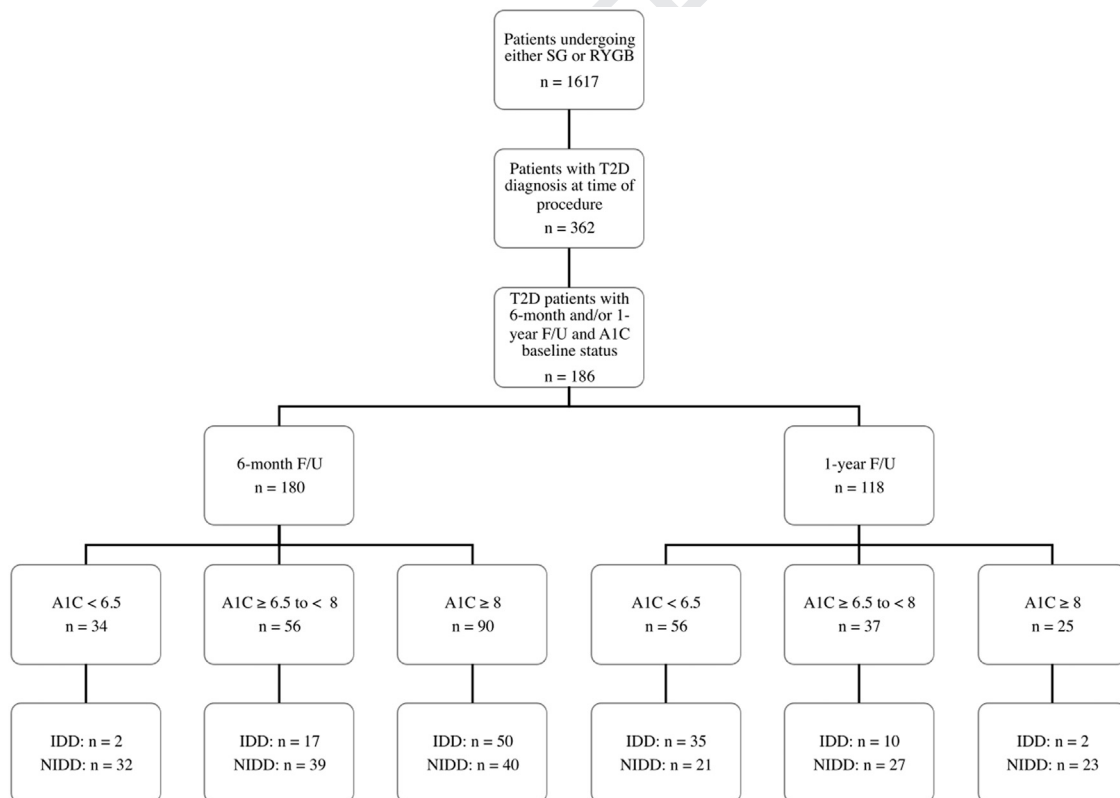 Patients undergoing
either SG or RYGB
n = 1617
Patients with T2D
diagnosis at time of
procedure
n = 362
T2D patients with
6-month and/or 1-
year F/U and A1C
baseline status
n = 186
6-month F/U
n = 180
1-year F/U
n = 118
A1C < 6.5
n = 34
A1C ≥ 6.5 to < 8
n = 56
A1C ≥ 8
n = 90
A1C < 6.5
n = 56
A1C ≥ 6.5 to < 8
n = 37
A1C ≥ 8
n = 25
IDD: n = 2
NIDD: n = 32
IDD: n = 17
NIDD: n = 39
IDD: n = 50
NIDD: n = 40
IDD: n = 35
NIDD: n = 21
IDD: n = 10
NIDD: n = 27
IDD: n = 2
NIDD: n = 23